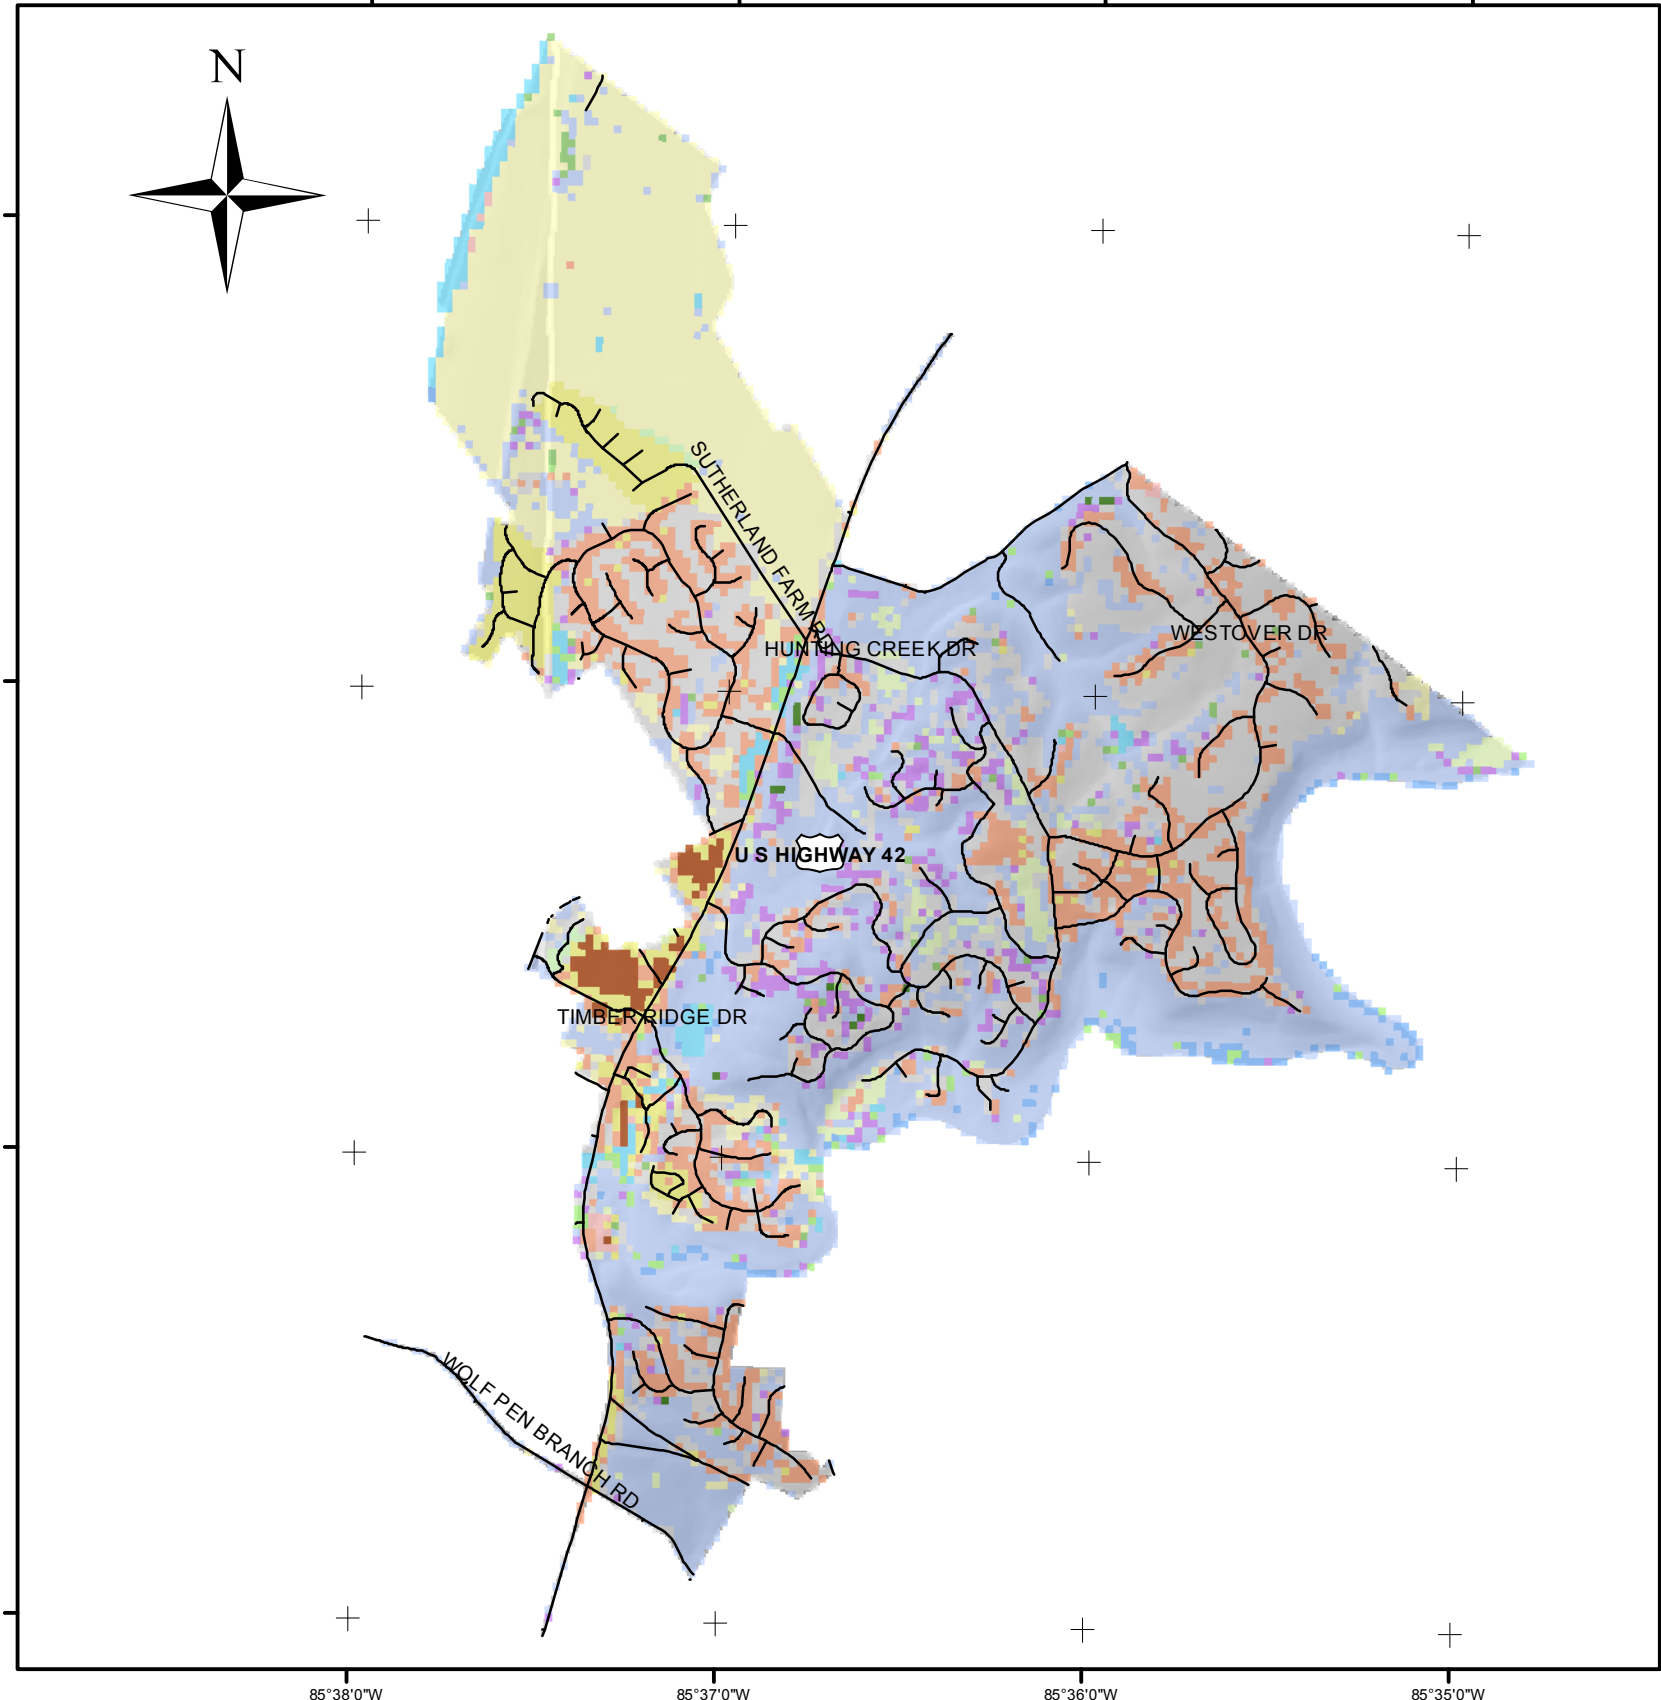 N
SUTHERLAND FARM RD
HUNTING CREEK DR
WESTOVER DR
U S HIGHWAY 42
TIMBER RIDGE DR
WOLF PEN BRANCH RD
85°38'0"W
85°37'0"W
85°36'0"W
85°35'0"W